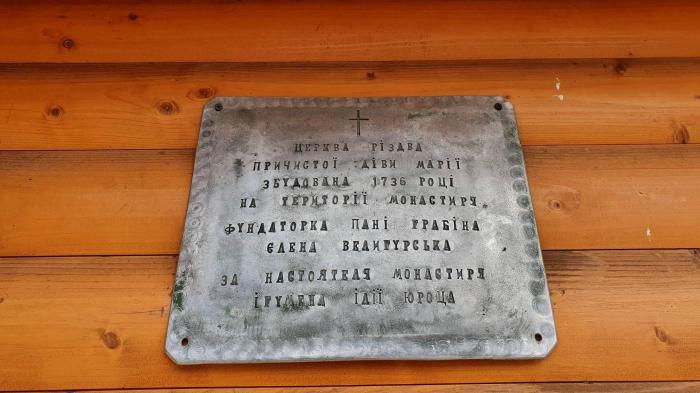 ЦЕРКВА РІЗДВА
ПРИЧИСТОЇ ДІВИ МАРІЇ
ЗБУДОВАНА 1736 РОЦІ
НА ТЕРИТОРІЇ МОНАСТИРЯ
ФУНДАТОРКА ПАНІ ГРАБІНА
ЄЛЕНА ВЕЛИГУРСЬКА
ЗА НАСТОЯТЕЛЯ МОНАСТИРЯ
ІГУМЕНА ІЛІЇ ЮРОЦА